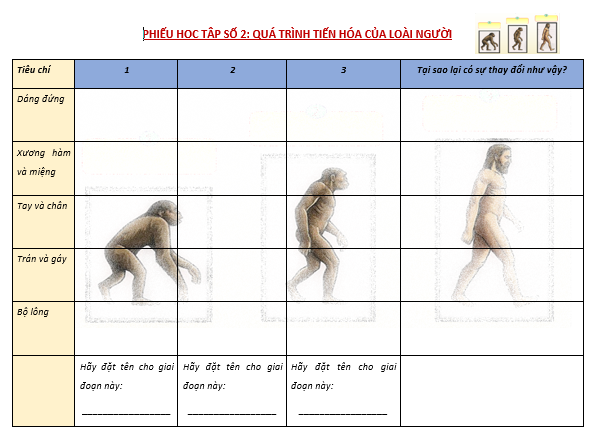 PHIẾU HỌC TẬP SỐ 2: QUÁ TRÌNH TIẾN HÓA CỦA LOÀI NGƯỜI
Tiêu chí 1 2 3 Tại sao lại có sự thay đổi như vậy?
Dáng đứng
Xương hàm
và miệng
Tay và chân
Trán và gáy
Bộ lông
Hãy đặt tên cho giai Hãy đặt tên cho giai Hãy đặt tên cho giai
đoạn này: đoạn này: đoạn này: